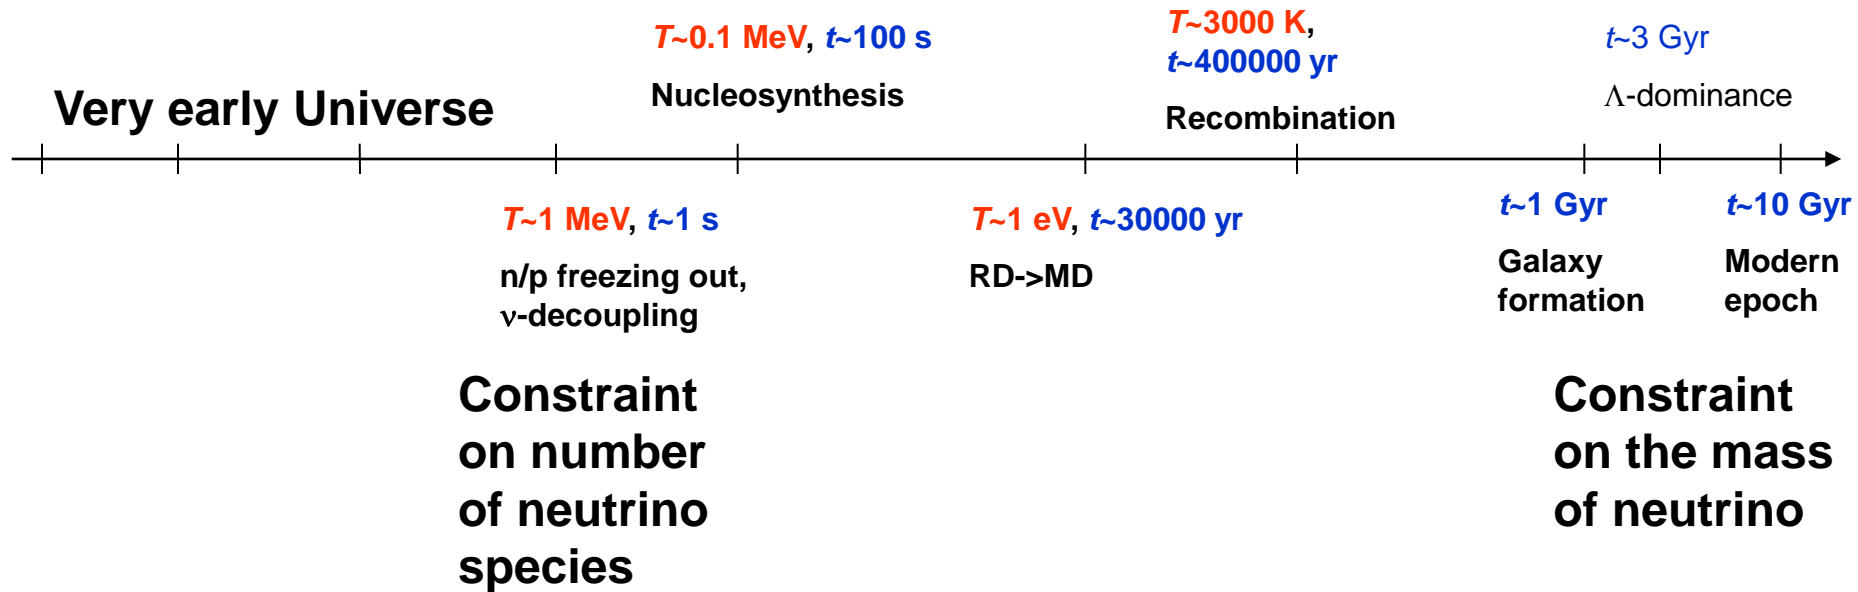 T~0.1 MeV, t~100 s
Nucleosynthesis
T~3000 K,
t~400000 yr
Recombination
t~3 Gyr
Λ-dominance
Very early Universe
T~1 MeV, t~1 s
n/p freezing out,
ν-decoupling
T~1 eV, t~30000 yr
RD->MD
t~1 Gyr
Galaxy
formation
t~10 Gyr
Modern
epoch
Constraint
on number
of neutrino
species
Constraint
on the mass
of neutrino